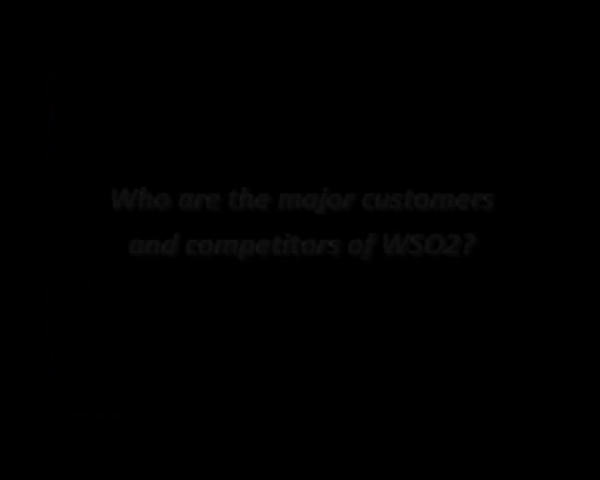 Who are the major customers
and competitors of WSO2?